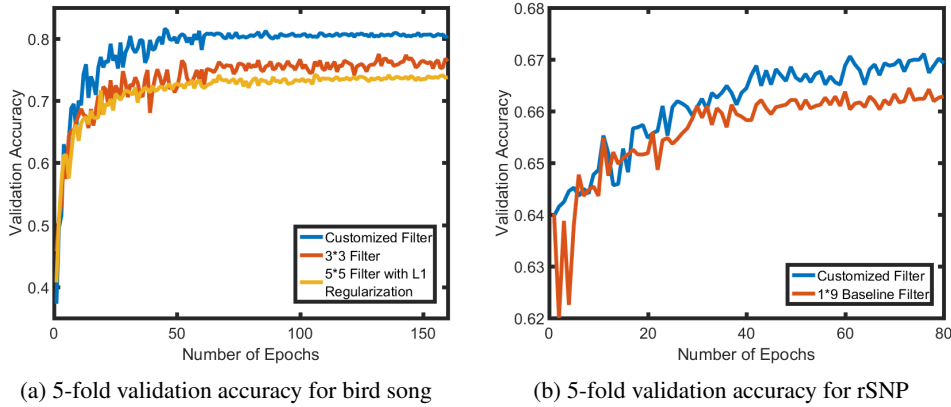 0.8
0.7
0.6
0.5
0.4
Validation Accuracy
0
50
100
150
Number of Epochs
Customized Filter
3*3 Filter
5*5 Filter with L1
Regularization
(a) 5-fold validation accuracy for bird song
0.68
0.67
0.66
0.65
0.64
0.63
0.62
Validation Accuracy
0
20
40
60
80
Number of Epochs
Customized Filter
1*9 Baseline Filter
(b) 5-fold validation accuracy for rSNP